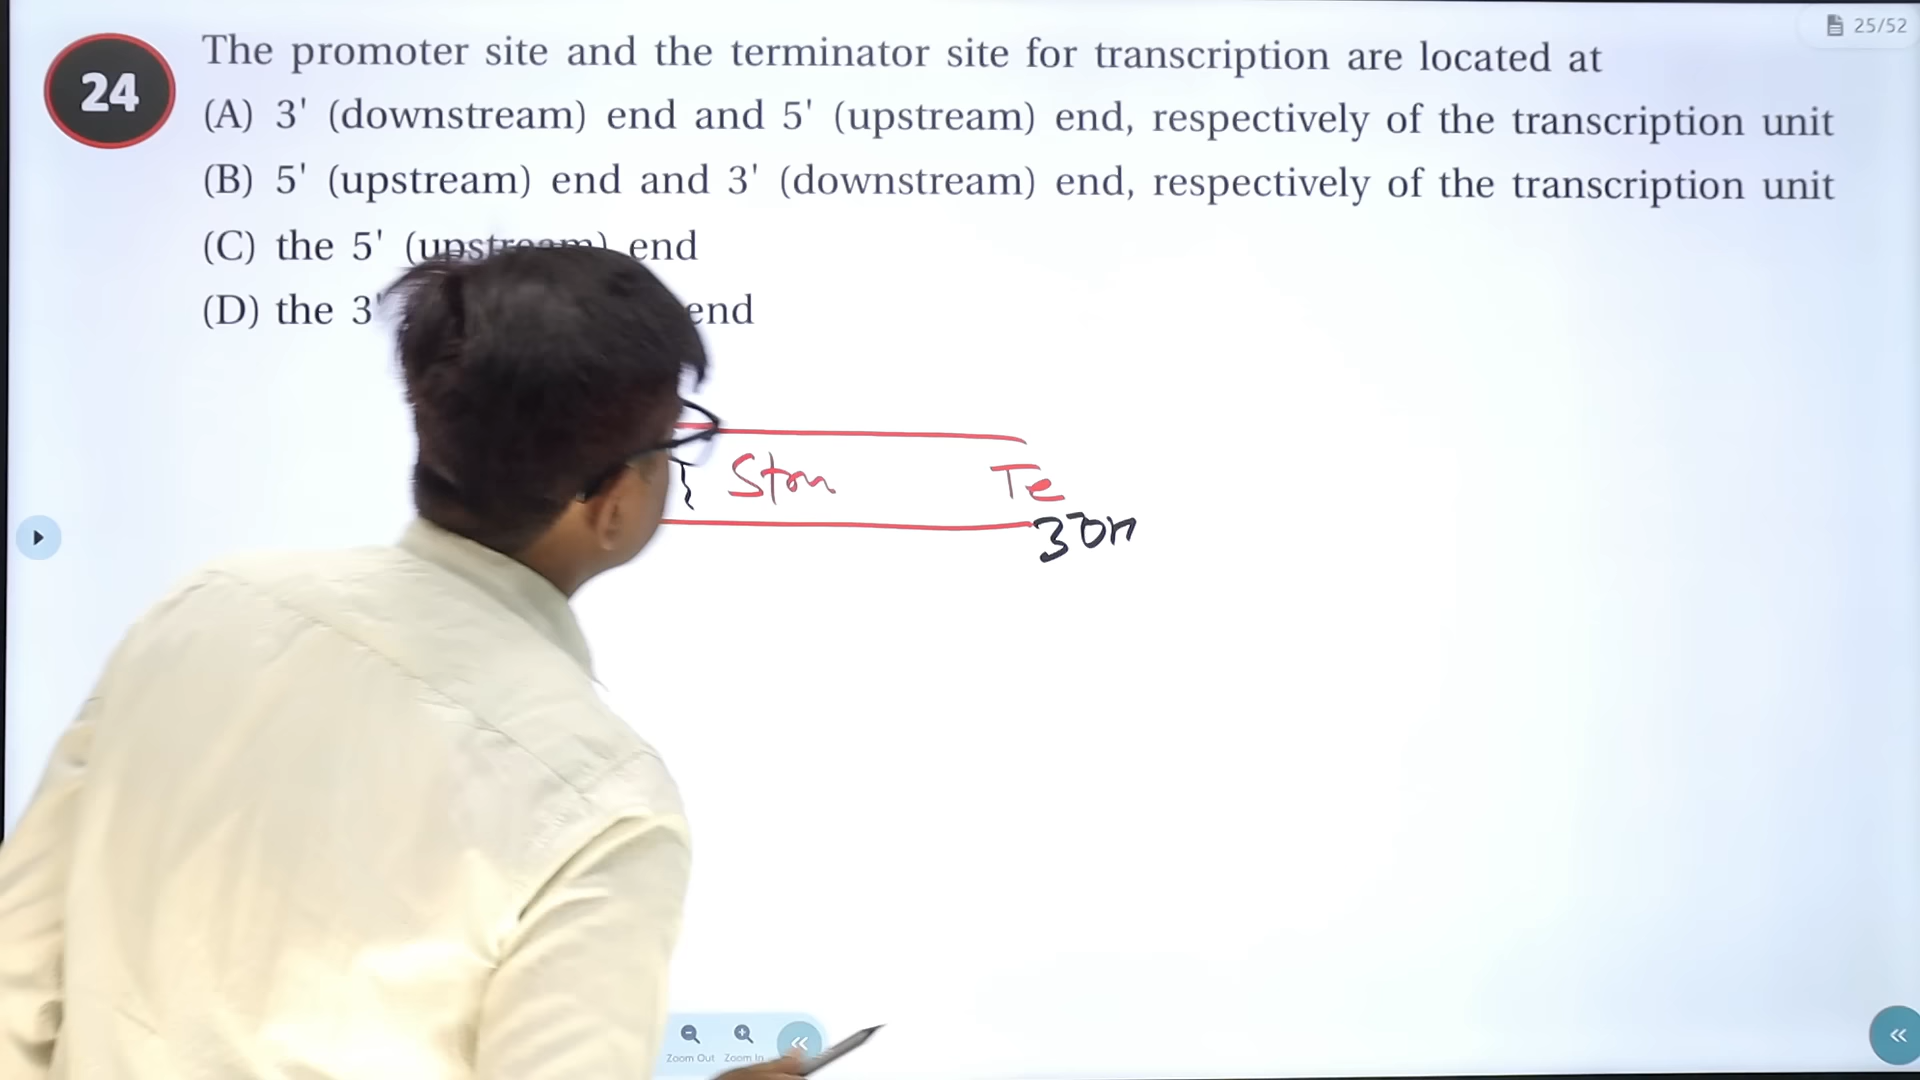 25/52
24
The promoter site and the terminator site for transcription are located at
(A) 3' (downstream) end and 5' (upstream) end, respectively of the transcription unit
(B) 5' (upstream) end and 3' (downstream) end, respectively of the transcription unit
(C) the 5' (upstream) end
(D) the 3' end
Te
Zoom Out Zoom In